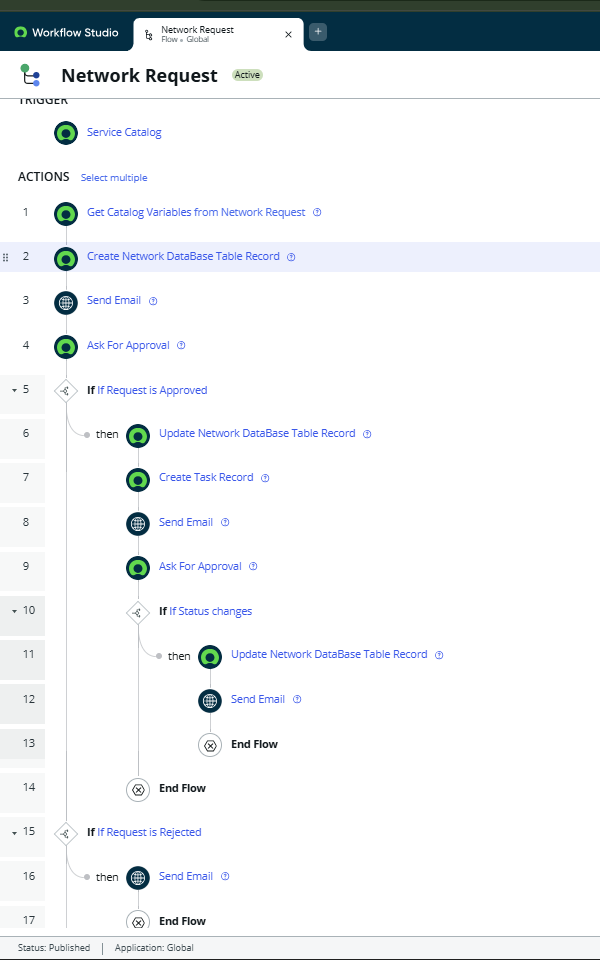 Workflow Studio
Network Request
Flow • Global
Network Request
Active
TRIGGER
Service Catalog
ACTIONS Select multiple
1 Get Catalog Variables from Network Request
2 Create Network DataBase Table Record
3 Send Email
4 Ask For Approval
5 If If Request is Approved
6 then Update Network DataBase Table Record
7 Create Task Record
8 Send Email
9 Ask For Approval
10 If If Status changes
11 then Update Network DataBase Table Record
12 Send Email
13 End Flow
14 End Flow
15 If If Request is Rejected
16 then Send Email
17 End Flow
Status: Published | Application: Global